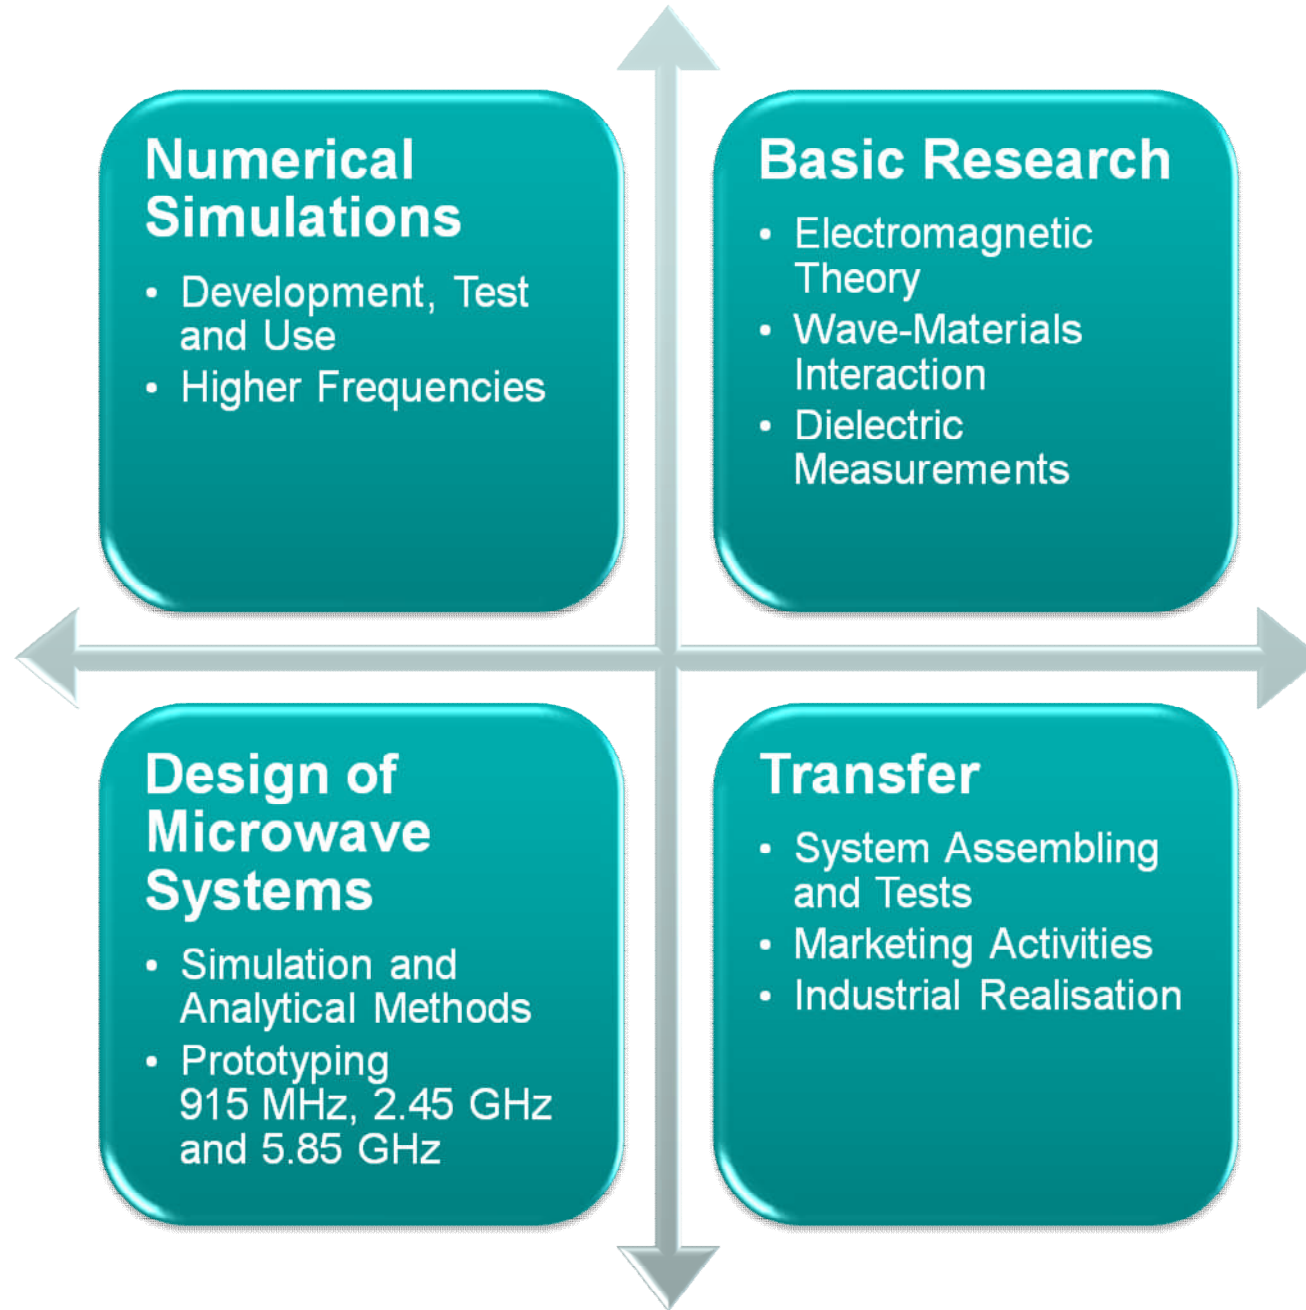 Numerical
Simulations
• Development, Test
and Use
• Higher Frequencies
Basic Research
• Electromagnetic
Theory
• Wave-Materials
Interaction
• Dielectric
Measurements
Design of
Microwave
Systems
• Simulation and
Analytical Methods
• Prototyping
915 MHz, 2.45 GHz
and 5.85 GHz
Transfer
• System Assembling
and Tests
• Marketing Activities
• Industrial Realisation